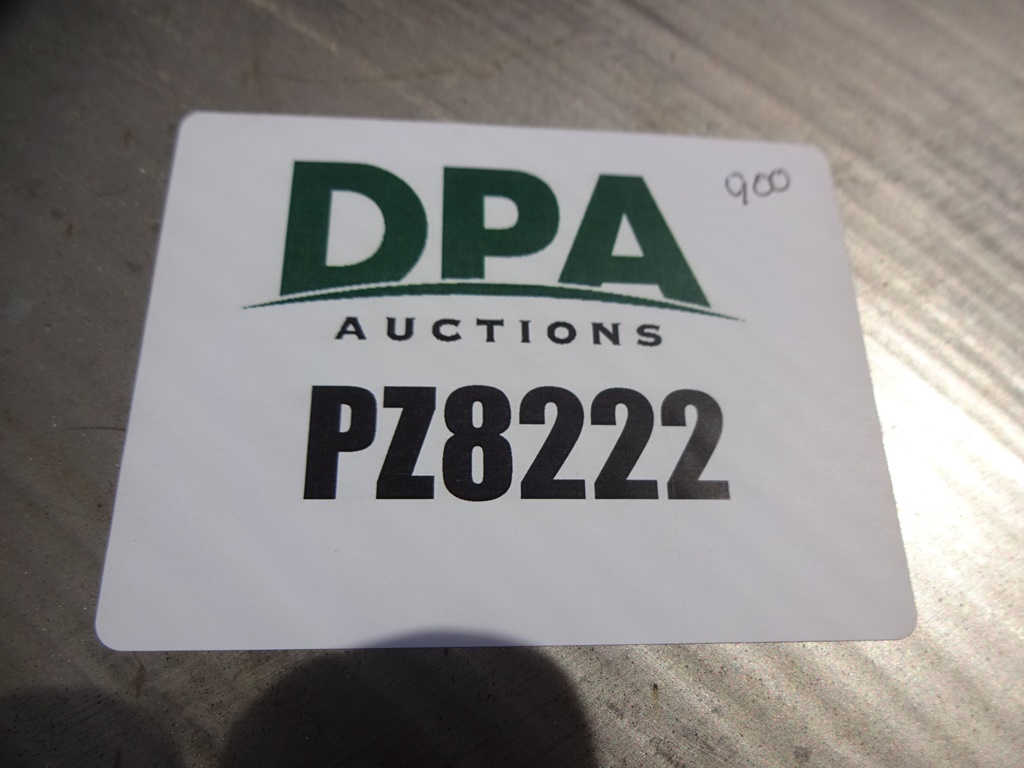 DPA
900
AUCTIONS
PZ8222